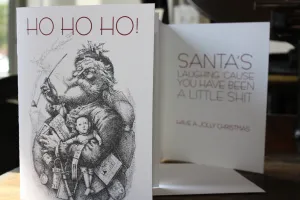 HO HO HO!
SANTA'S
LAUGHING 'CAUSE
YOU HAVE BEEN
A LITTLE SHIT
HAVE A JOLLY CHRISTMAS